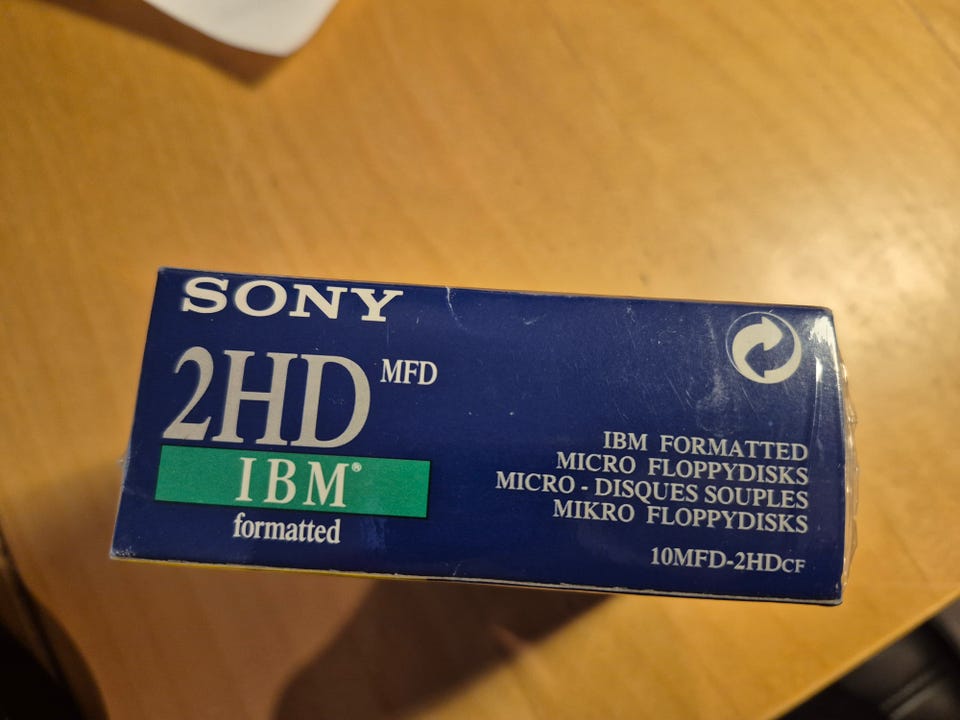 SONY
2HD MFD
IBM®
formatted
IBM FORMATTED
MICRO FLOPPYDISKS
MICRO - DISQUES SOUPLES
MIKRO FLOPPYDISKS
10MFD-2HDCF